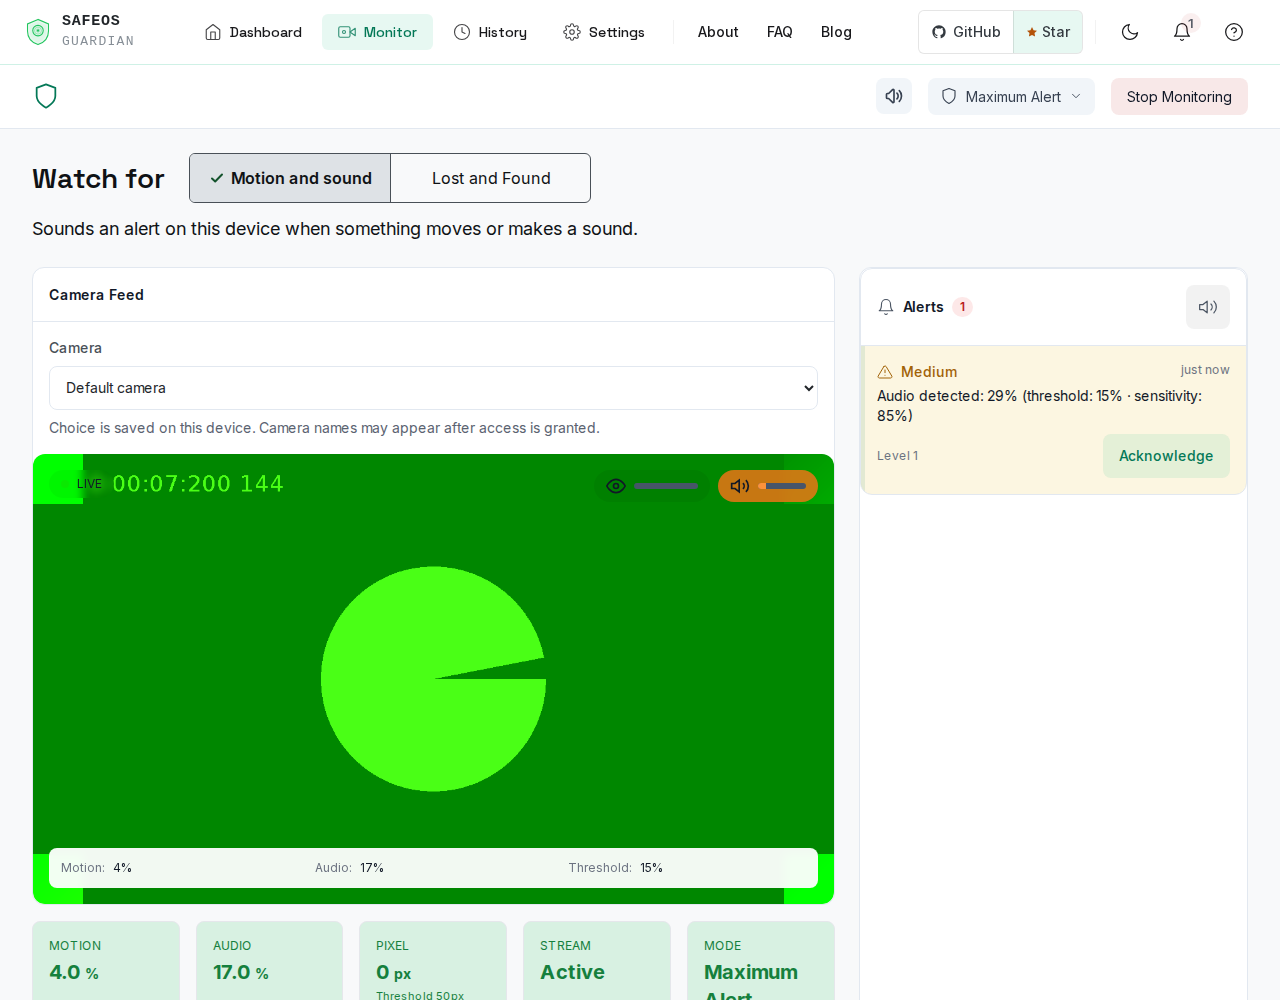 SAFEOS
GUARDIAN
Dashboard
Monitor
History
Settings
About
FAQ
Blog
GitHub
Star
1
Maximum Alert
Stop Monitoring
Watch for
Motion and sound
Lost and Found
Sounds an alert on this device when something moves or makes a sound.
Camera Feed
Camera
Default camera
Choice is saved on this device. Camera names may appear after access is granted.
LIVE
00:07:200 144
Motion: 4%
Audio: 17%
Threshold: 15%
Alerts 1
Medium
just now
Audio detected: 29% (threshold: 15% · sensitivity:
85%)
Level 1
Acknowledge
MOTION
4.0 %
AUDIO
17.0 %
PIXEL
0 px
Threshold 50px
STREAM
Active
MODE
Maximum
Alert